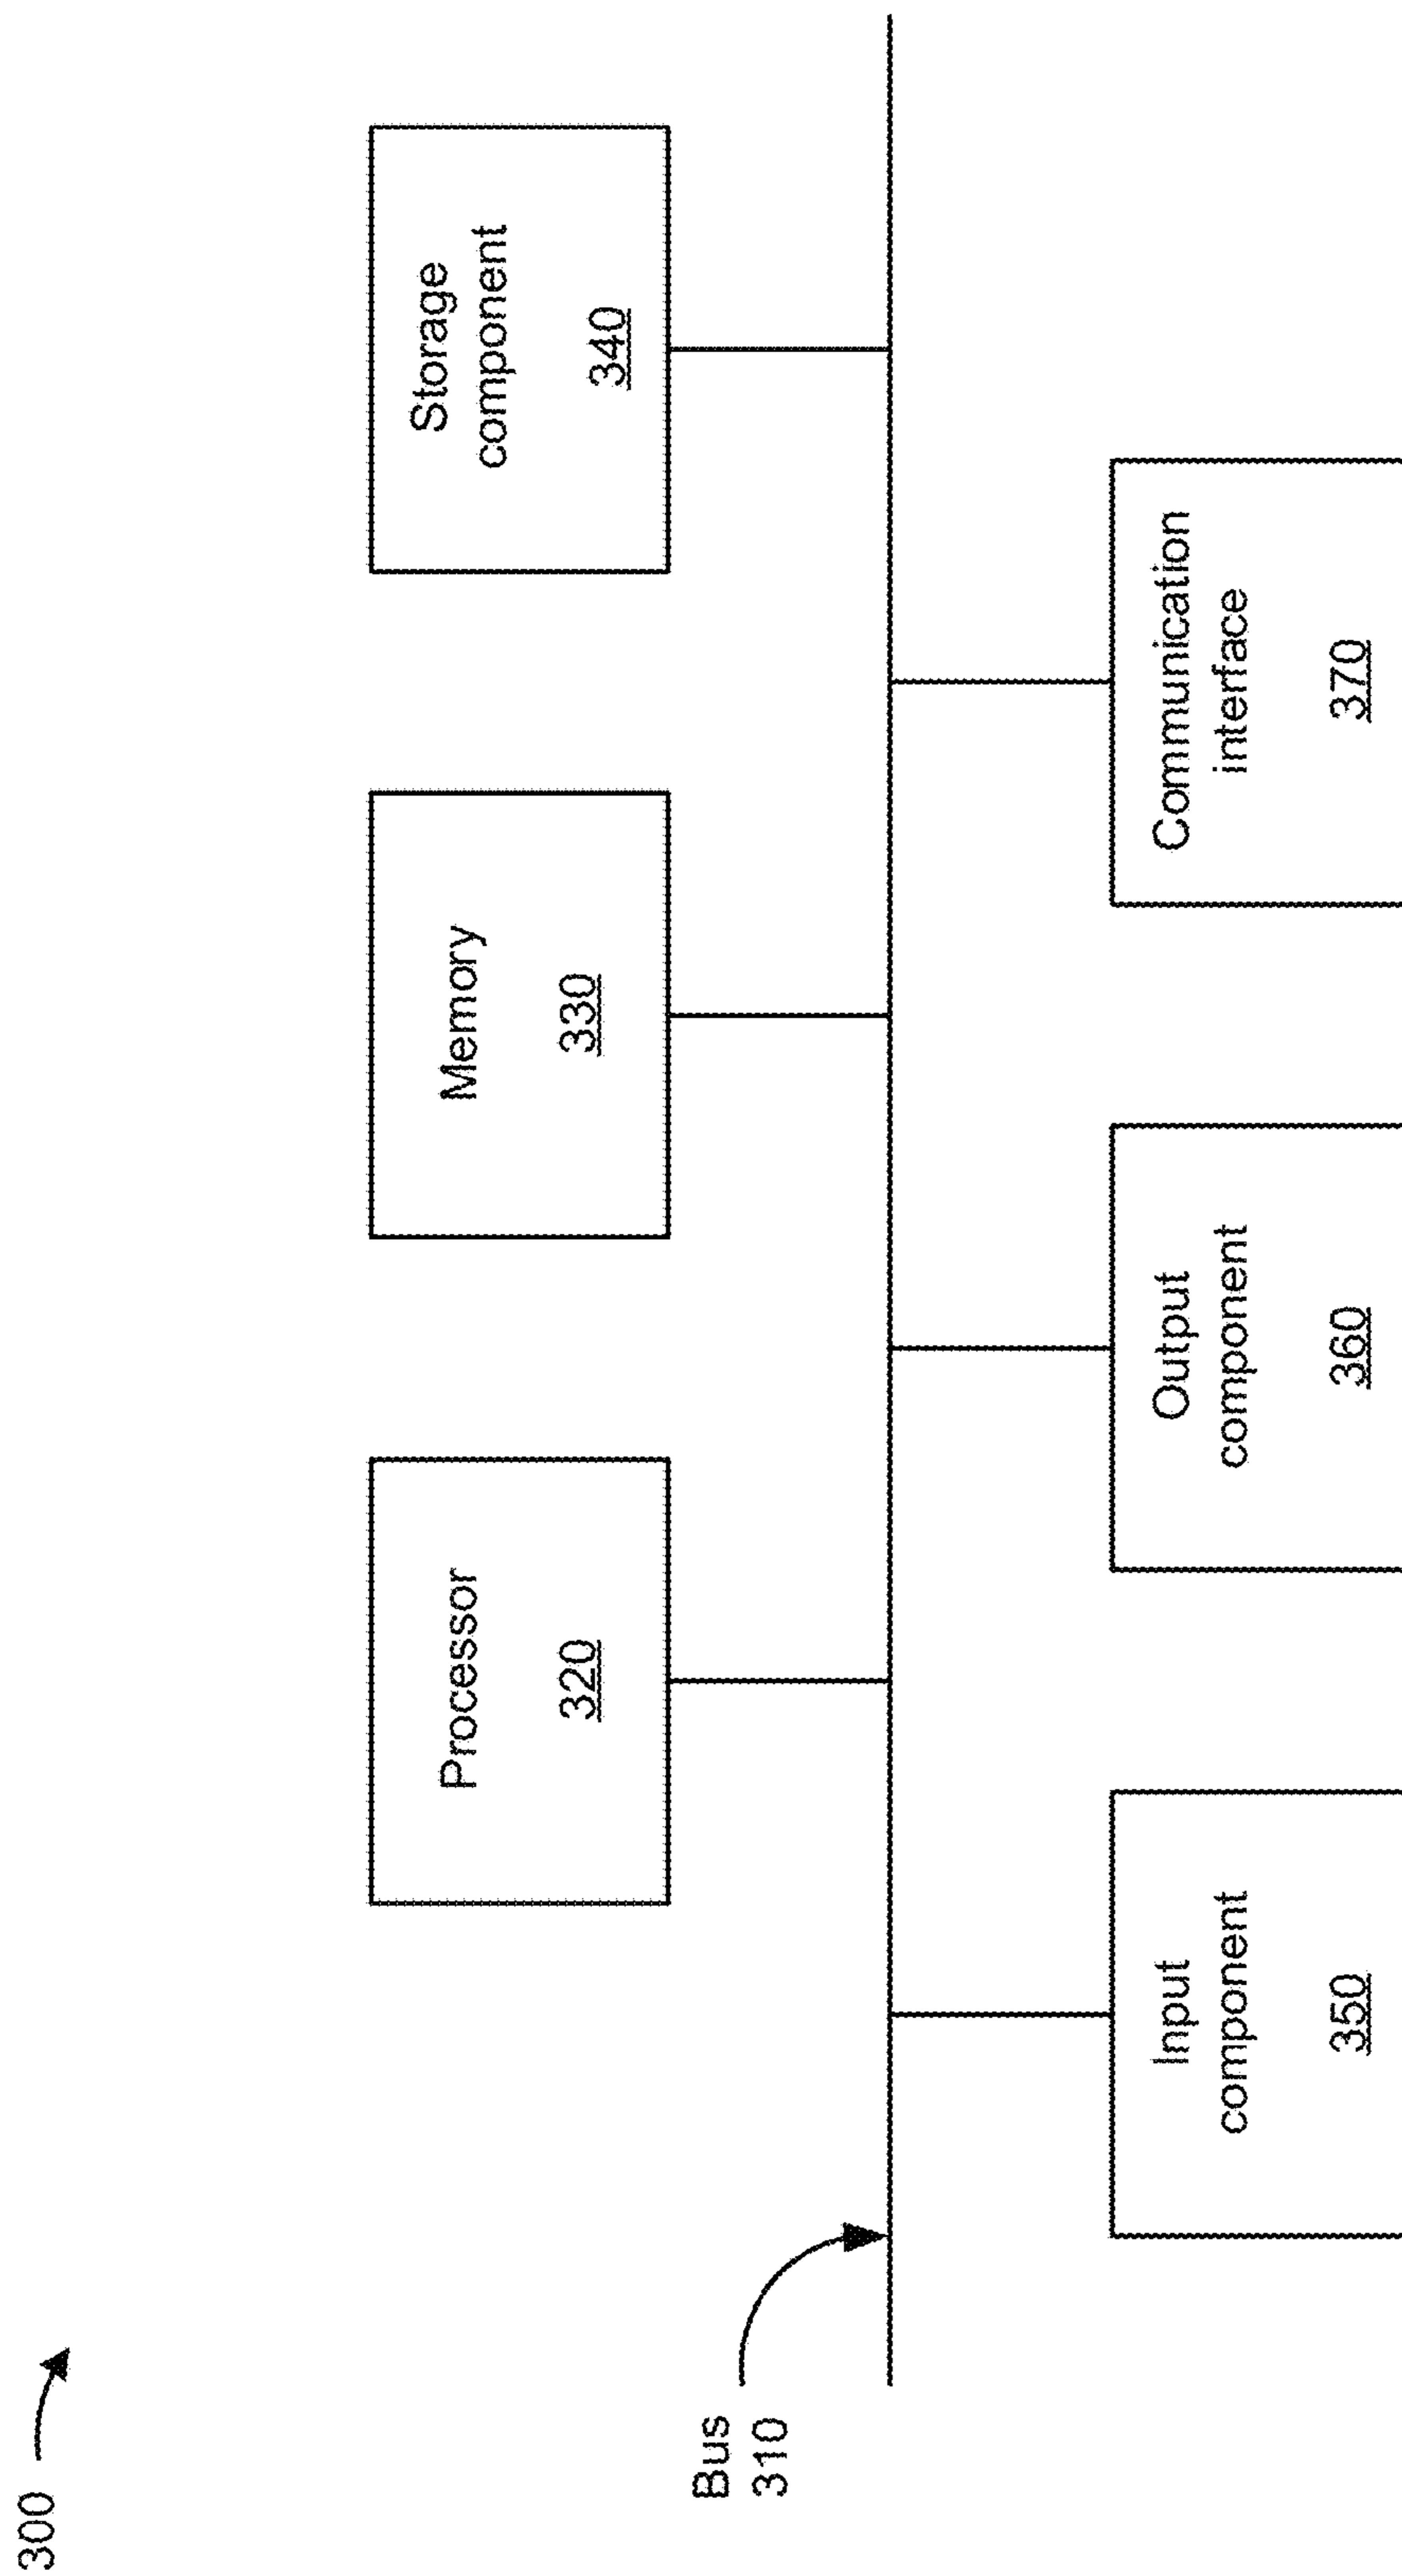 300
Processor
320
Memory
330
Storage
component
340
Bus
310
Input
component
350
Output
component
360
Communication
interface
370